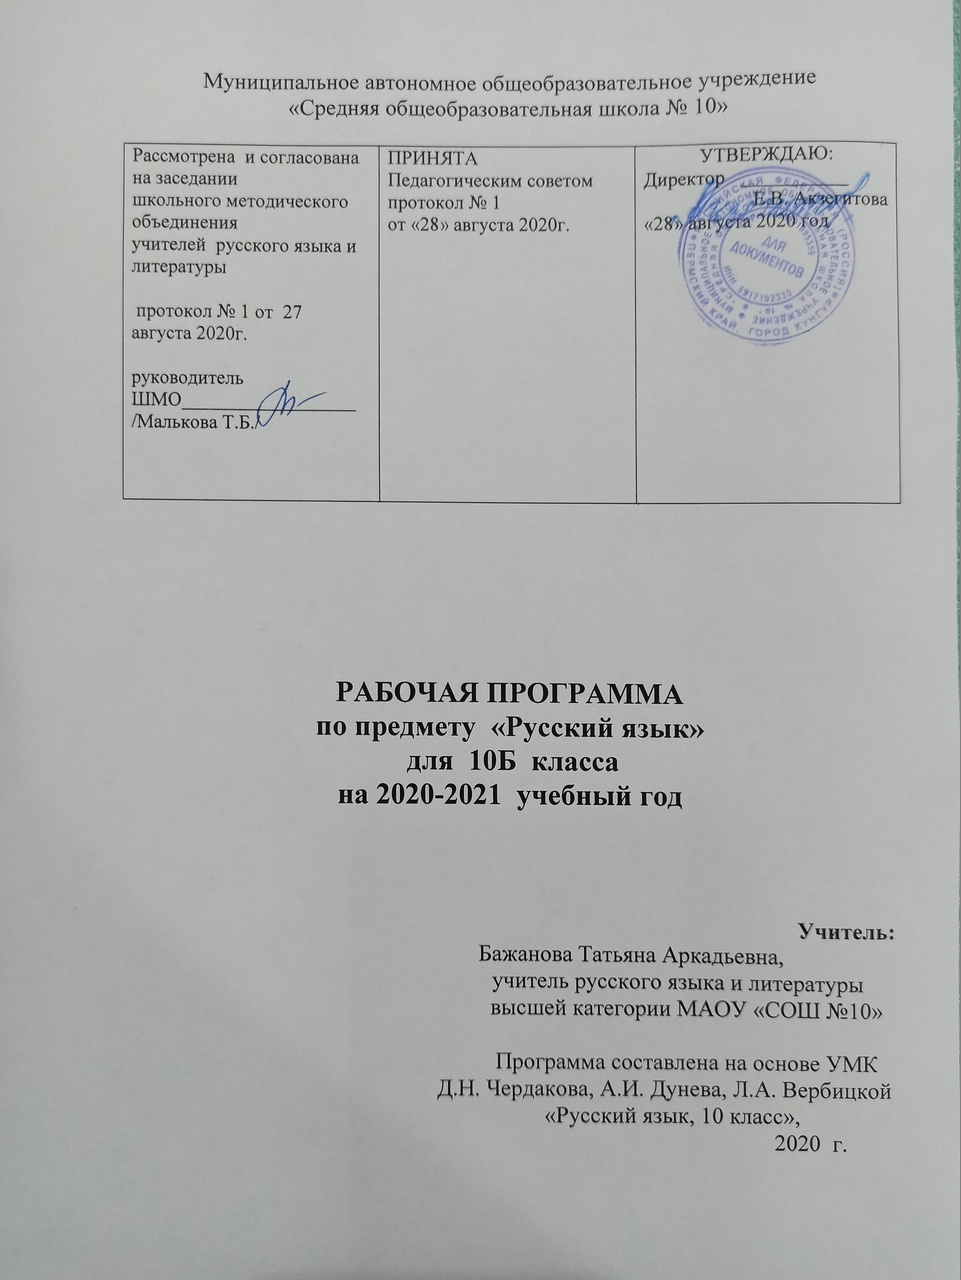 Муниципальное автономное общеобразовательное учреждение
«Средняя общеобразовательная школа № 10»
Рассмотрена и согласована
на заседании
школьного методического
объединения
учителей русского языка и
литературы
протокол № 1 от 27
августа 2020г.
руководитель
ШМО___________________
/Малькова Т.Б./
ПРИНЯТА
Педагогическим советом
протокол № 1
от «28» августа 2020г.
УТВЕРЖДАЮ:
Директор_____________
Е.В. Акзегитова
«28» августа 2020 год
ДЛЯ
ДОКУМЕНТОВ
ПЕРМСКИЙ КРАЙ, ГОРОД КУНГУР
РАБОЧАЯ ПРОГРАММА
по предмету «Русский язык»
для 10Б класса
на 2020-2021 учебный год
Учитель:
Бажанова Татьяна Аркадьевна,
учитель русского языка и литературы
высшей категории МАОУ «СОШ №10»
Программа составлена на основе УМК
Д.Н. Чердакова, А.И. Дунева, Л.А. Вербицкой
«Русский язык, 10 класс»,
2020 г.